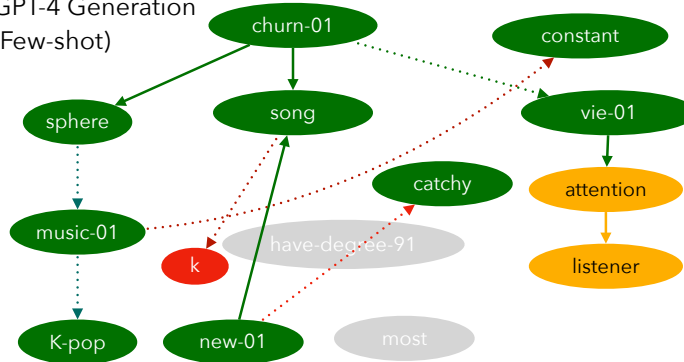 GPT-4 Generation
(Few-shot)
churn-01
constant
sphere
song
vie-01
catchy
attention
music-01
have-degree-91
k
listener
K-pop
new-01
most